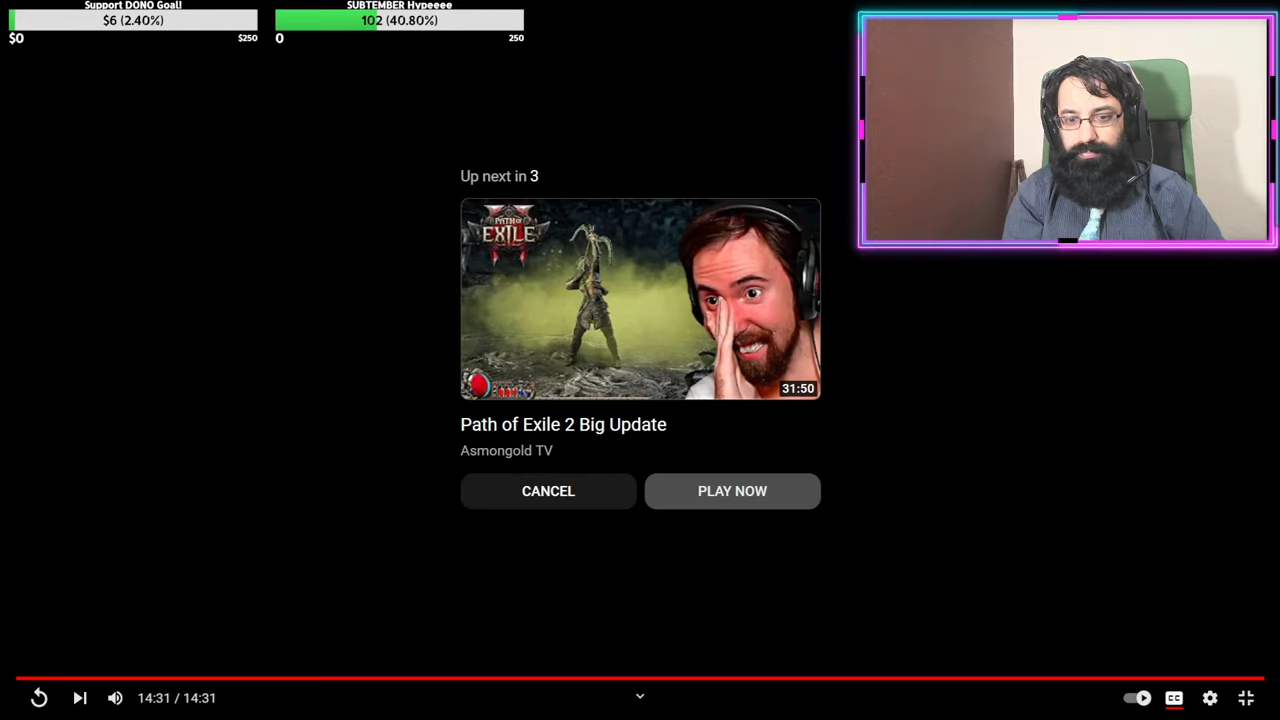 Support DONO Goal!
$6 (2.40%)
$0
$250
SUBTEMBER Hypeeee
102 (40.80%)
0
250
Up next in 3
PATH OF
EXILE
31:50
Path of Exile 2 Big Update
Asmongold TV
CANCEL
PLAY NOW
14:31 / 14:31
CC